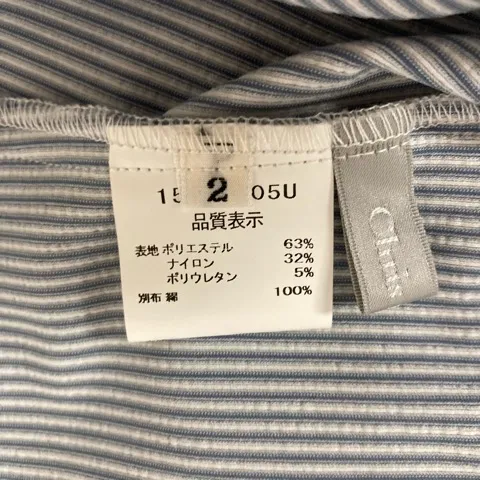 15 2 05U
品質表示
表地 ポリエステル 63%
ナイロン 32%
ポリウレタン 5%
別布 綿 100%